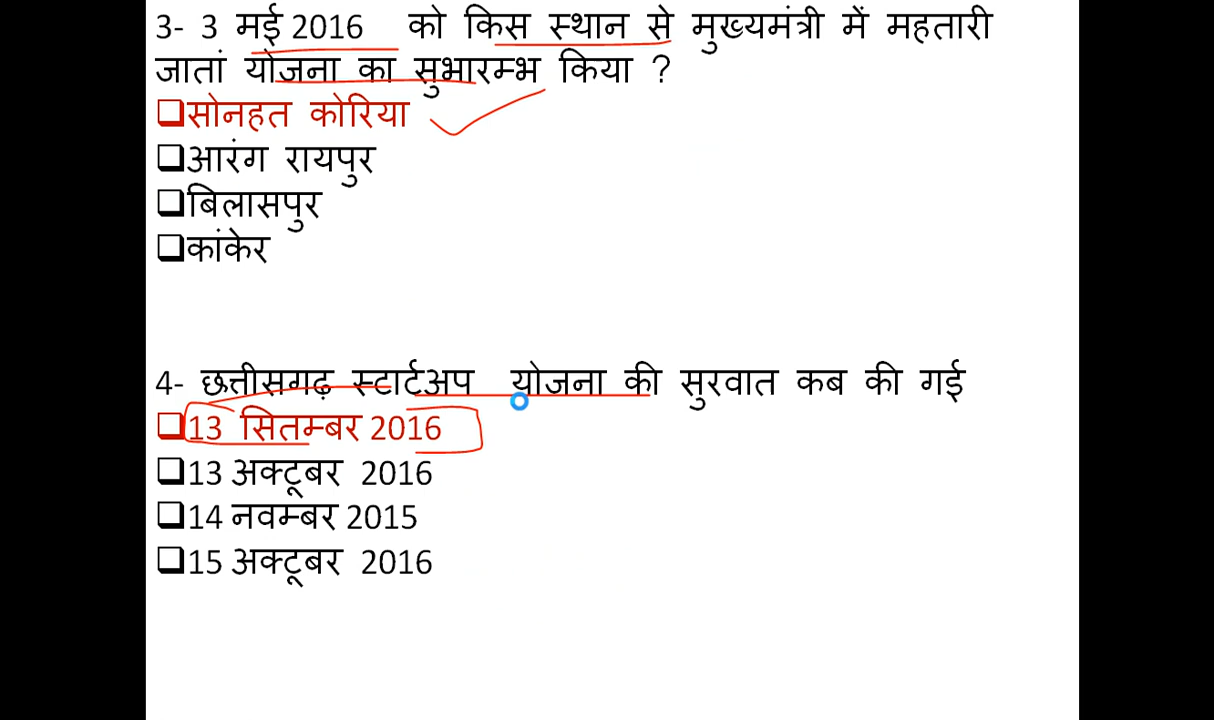 3- 3 मई 2016 को किस स्थान से मुख्यमंत्री में महतारी
जातां योजना का सुभारम्भ किया ?
❑सोनहत कोरिया
❑आरंग रायपुर
❑बिलासपुर
❑कांकेर
4- छत्तीसगढ़ स्टार्टअप योजना की सुरवात कब की गई
❑13 सितम्बर 2016
❑13 अक्टूबर 2016
❑14 नवम्बर 2015
❑15 अक्टूबर 2016